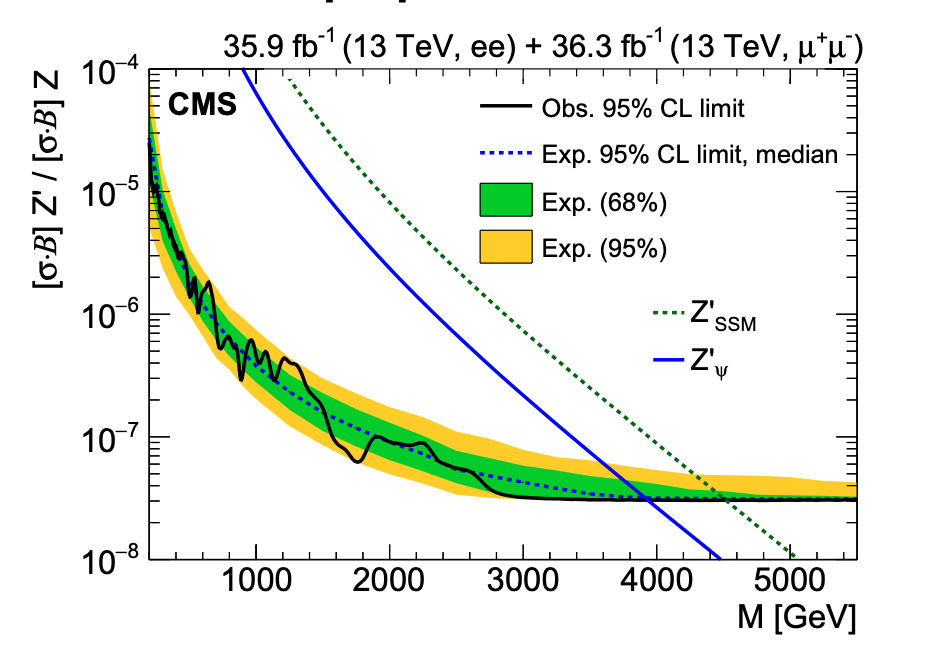 35.9 fb⁻¹ (13 TeV, ee) + 36.3 fb⁻¹ (13 TeV, μ⁺μ⁻)
[σ·B] Z' / [σ·B] Z
CMS
Obs. 95% CL limit
Exp. 95% CL limit, median
Exp. (68%)
Exp. (95%)
Z'SSM
Z'ψ
10⁻⁴
10⁻⁵
10⁻⁶
10⁻⁷
10⁻⁸
1000 2000 3000 4000 5000
M [GeV]